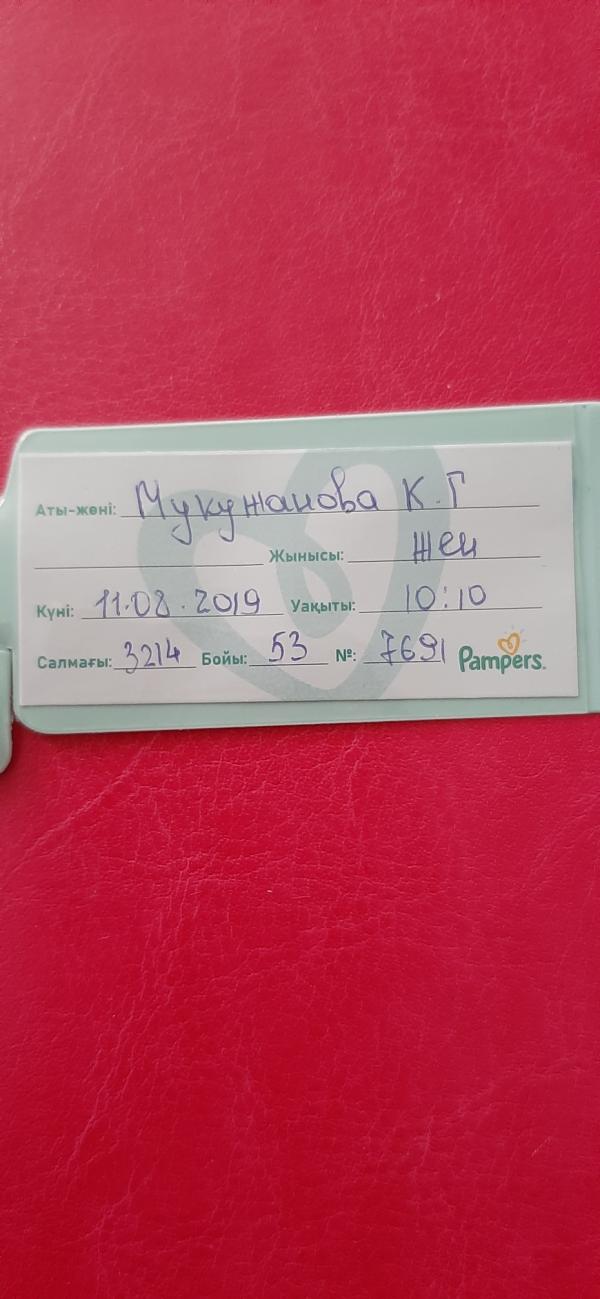 Аты-жөні: Мукужанова К.Г
Жынысы: жен
Күні: 11.08.2019 Уақыты: 10:10
Салмағы: 3214 Бойы: 53 №: 7691 Pampers.